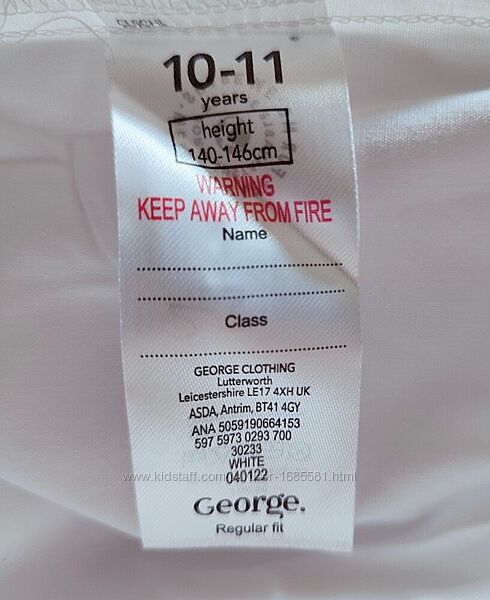 10-11
years
height
140-146cm
WARNING
KEEP AWAY FROM FIRE
Name
Class
GEORGE CLOTHING
Lutterworth
Leicestershire LE17 4XH UK
ASDA, Antrim, BT41 4GY
ANA 5059190664153
597 5973 0293 700
30233
WHITE
040122
George.
Regular fit